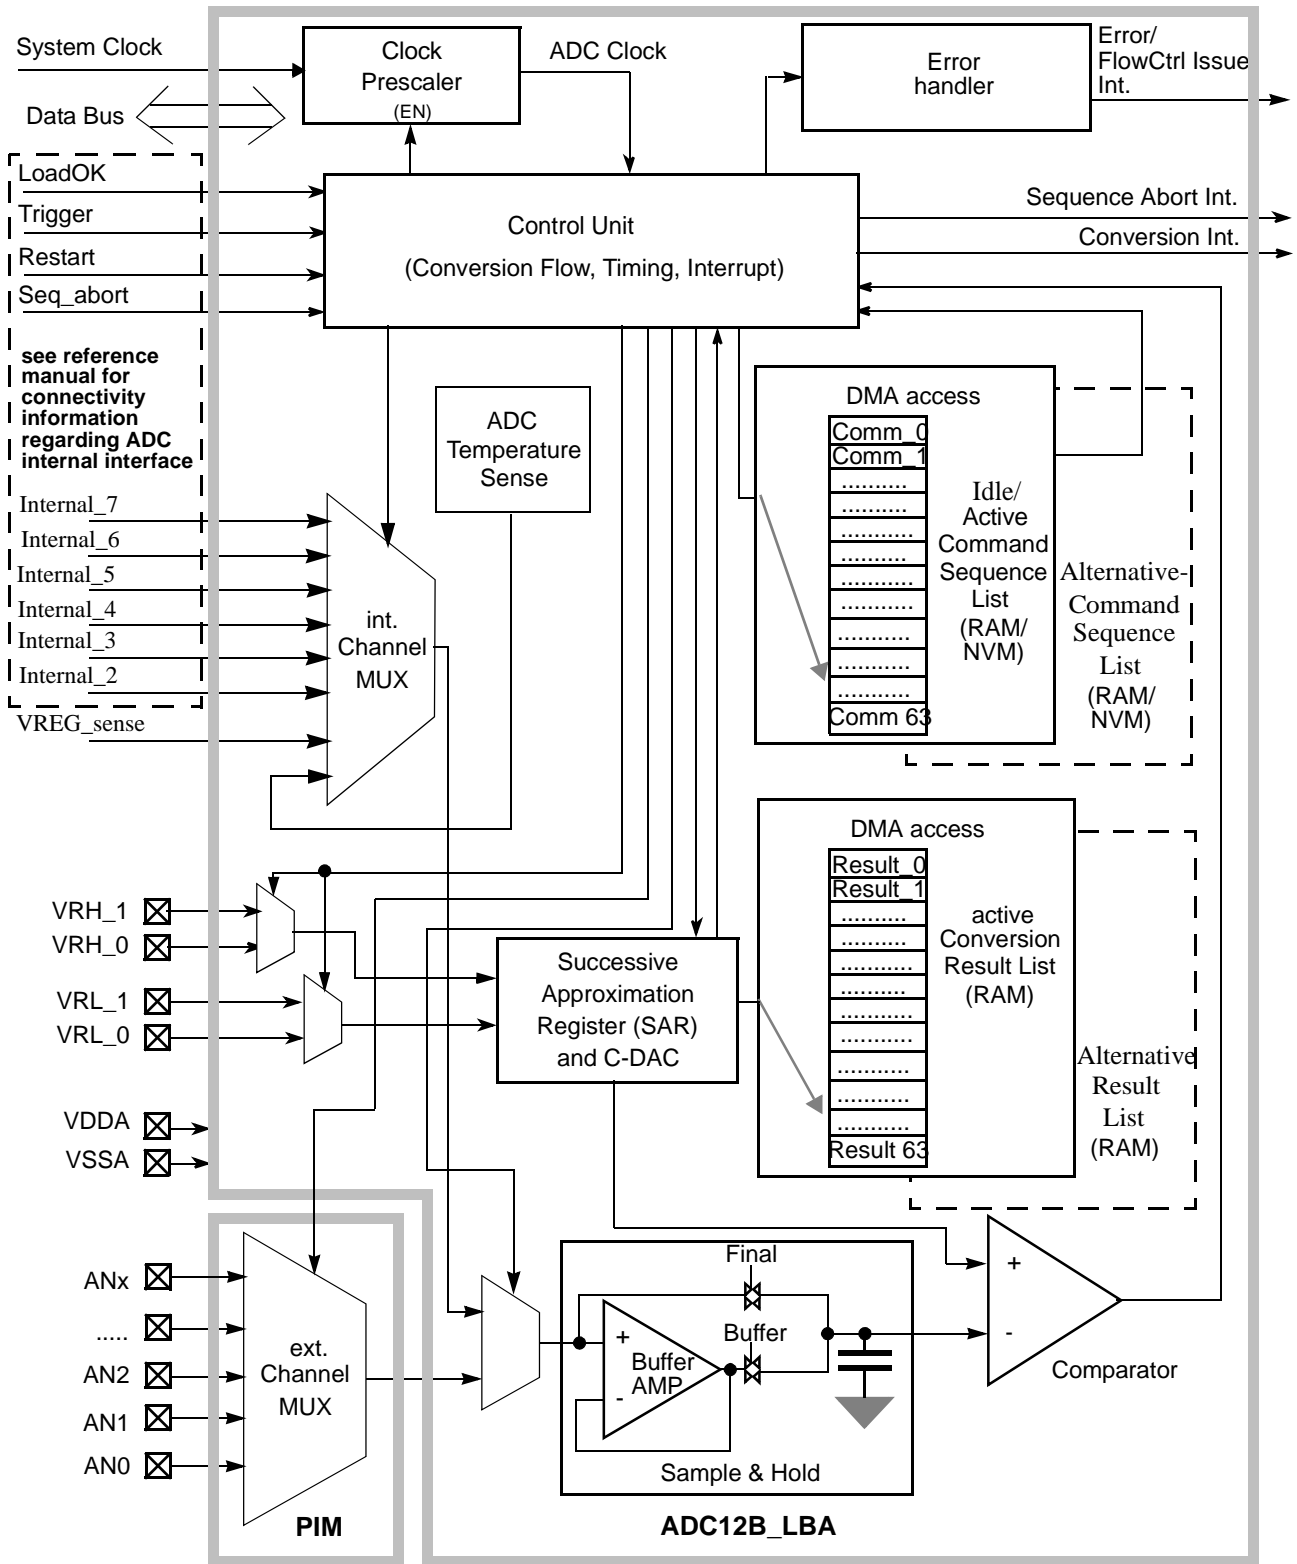 System Clock
Data Bus
Clock
Prescaler
(EN)
ADC Clock
Error
handler
Error/
FlowCtrl Issue
Int.
LoadOK
Trigger
Restart
Seq_abort
Control Unit
(Conversion Flow, Timing, Interrupt)
Sequence Abort Int.
Conversion Int.
see reference
manual for
connectivity
information
regarding ADC
internal interface
ADC
Temperature
Sense
Internal_7
Internal_6
Internal_5
Internal_4
Internal_3
Internal_2
VREG_sense
int.
Channel
MUX
DMA access
Comm_0
Comm_1
..........
..........
...........
...........
...........
...........
...........
...........
...........
Comm 63
Idle/
Active
Command
Sequence
List
(RAM/
NVM)
Alternative-
Command
Sequence
List
(RAM/
NVM)
VRH_1
VRH_0
VRL_1
VRL_0
VDDA
VSSA
Successive
Approximation
Register (SAR)
and C-DAC
DMA access
Result_0
Result_1
..........
..........
...........
...........
...........
...........
...........
...........
...........
Result 63
active
Conversion
Result List
(RAM)
Alternative
Result
List
(RAM)
ANx
.....
AN2
AN1
AN0
ext.
Channel
MUX
PIM
Final
Buffer
+
-
Buffer
AMP
Sample & Hold
+
-
Comparator
ADC12B_LBA